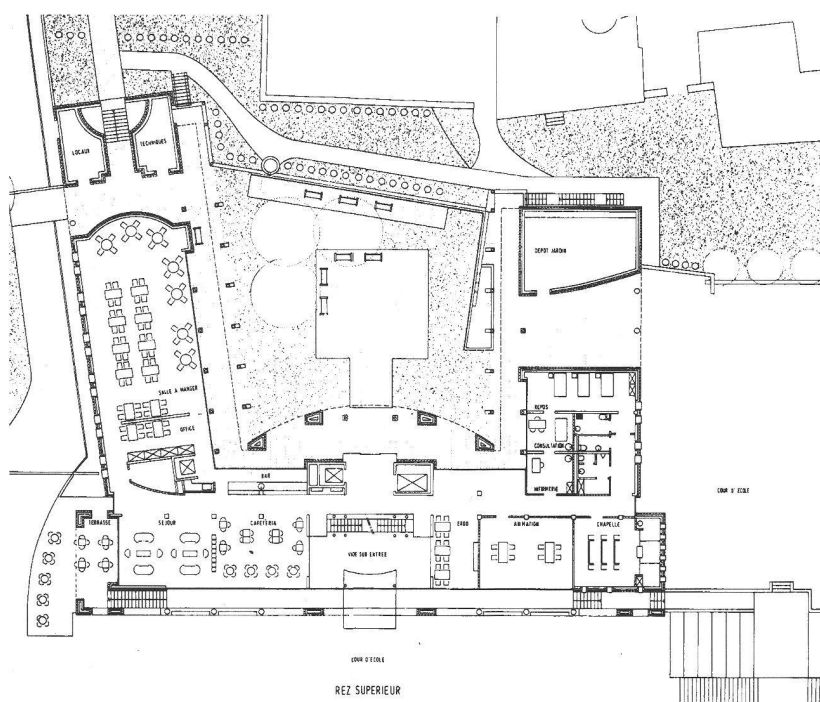 LOCAUX
TECHNIQUES
DEPOT JARDIN
SALLE A MANGER
OFFICE
REPOS
CONSULTATION
INFIRMERIE
BAR
COUR D'ECOLE
TERRASSE
SEJOUR
CAFETERIA
VIDE SUR ENTREE
ERGO
ANIMATION
CHAPELLE
COUR D'ECOLE
REZ SUPERIEUR